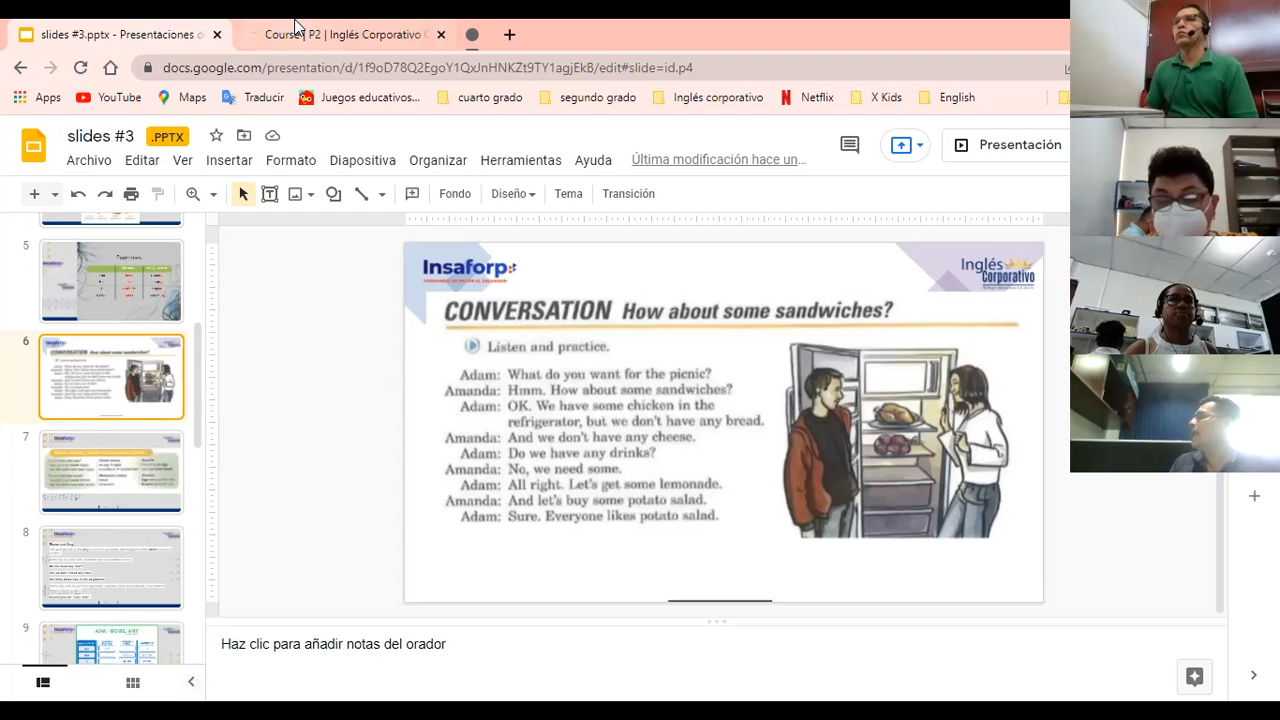 slides #3.pptx - Presentaciones d
Course | P2 | Inglés Corporativo
docs.google.com/presentation/d/1f9oD78Q2EgoY1QxJnHNKZt9TY1agjEkB/edit#slide=id.p4
Apps YouTube Maps Traducir Juegos educativos... cuarto grado segundo grado Inglés corporativo Netflix X Kids English
slides #3 .PPTX
Archivo Editar Ver Insertar Formato Diapositiva Organizar Herramientas Ayuda Última modificación hace un...
Presentación
Fondo Diseño Tema Transición
5
6
7
8
9
Insaforp
Inglés
Corporativo
CONVERSATION How about some sandwiches?
Listen and practice.
Adam: What do you want for the picnic?
Amanda: Hmm. How about some sandwiches?
Adam: OK. We have some chicken in the
refrigerator, but we don't have any bread.
Amanda: And we don't have any cheese.
Adam: Do we have any drinks?
Amanda: No, we need some.
Adam: All right. Let's get some lemonade.
Amanda: And let's buy some potato salad.
Adam: Sure. Everyone likes potato salad.
Haz clic para añadir notas del orador